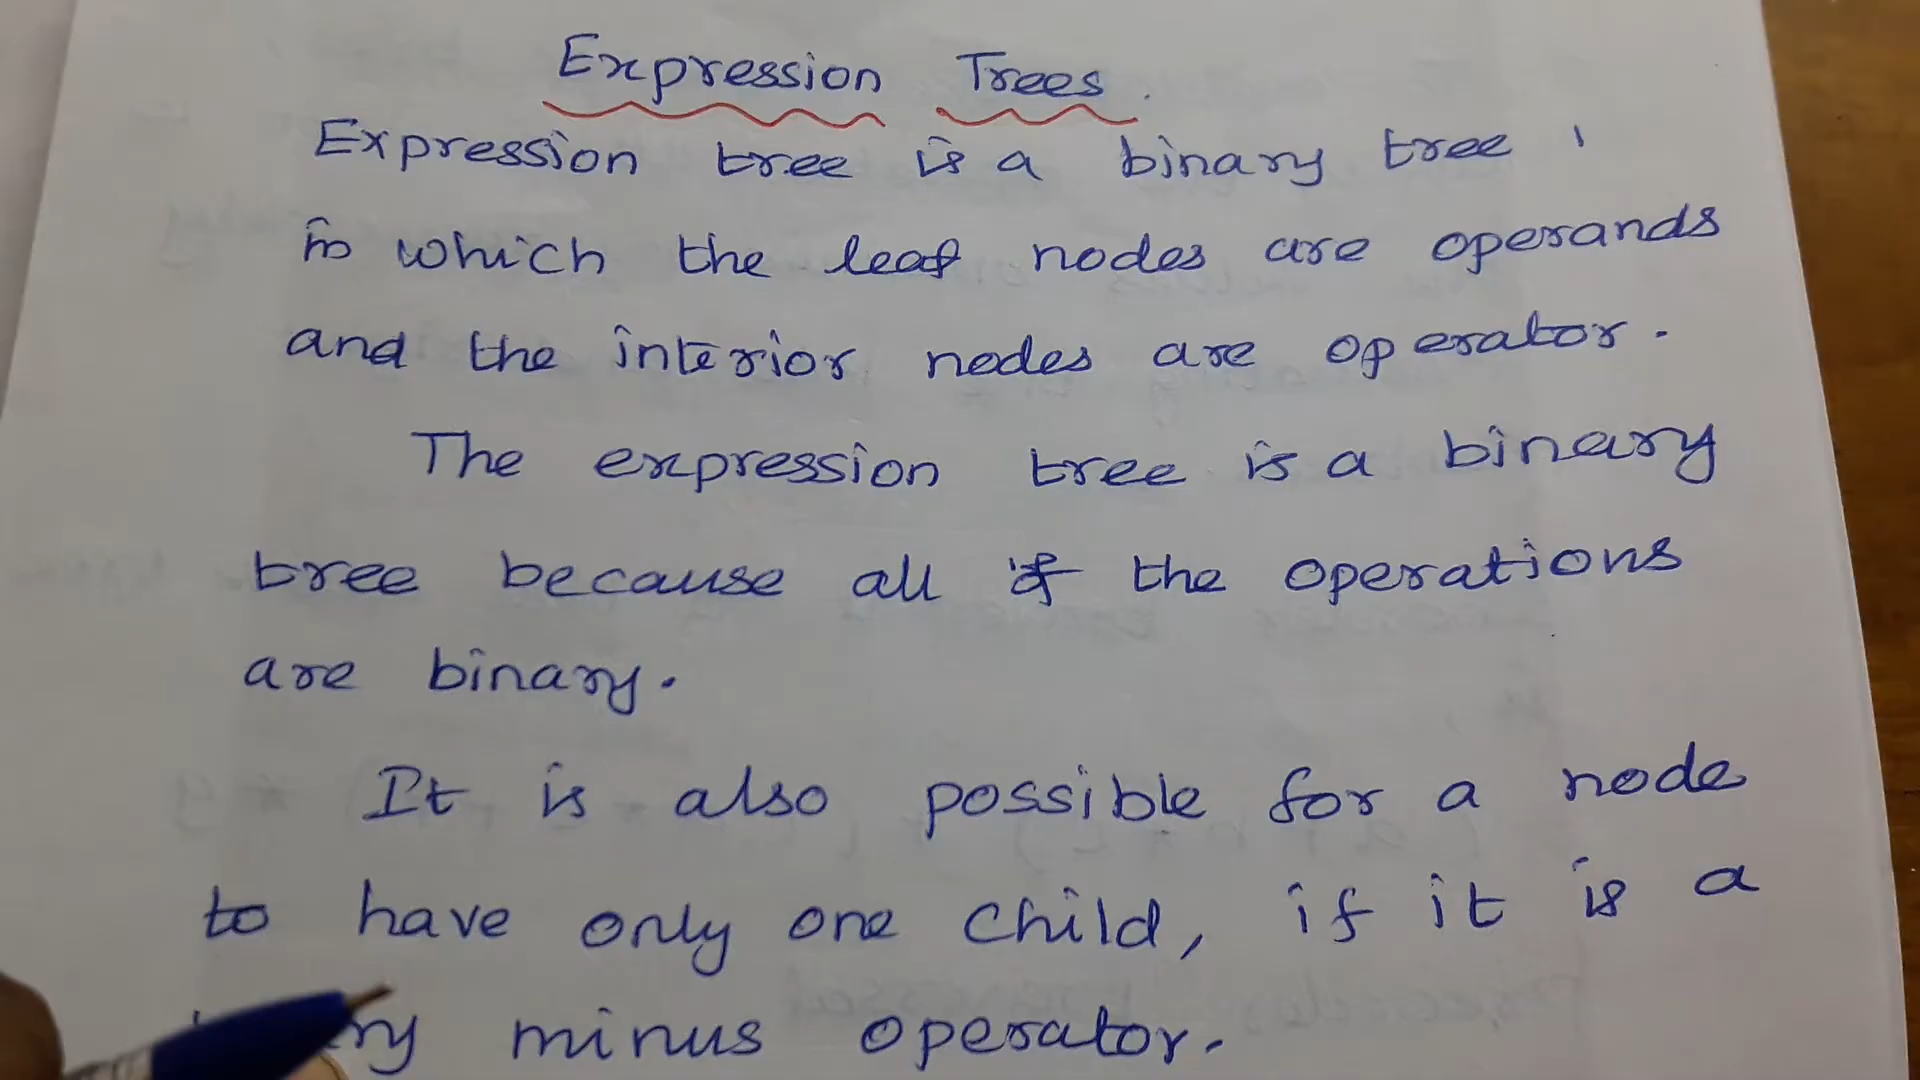 Expression Trees.
Expression tree is a binary tree
in which the leaf nodes are operands
and the interior nodes are operator.
The expression tree is a binary
tree because all of the operations
are binary.
It is also possible for a node
to have only one child, if it is a
minus operator.